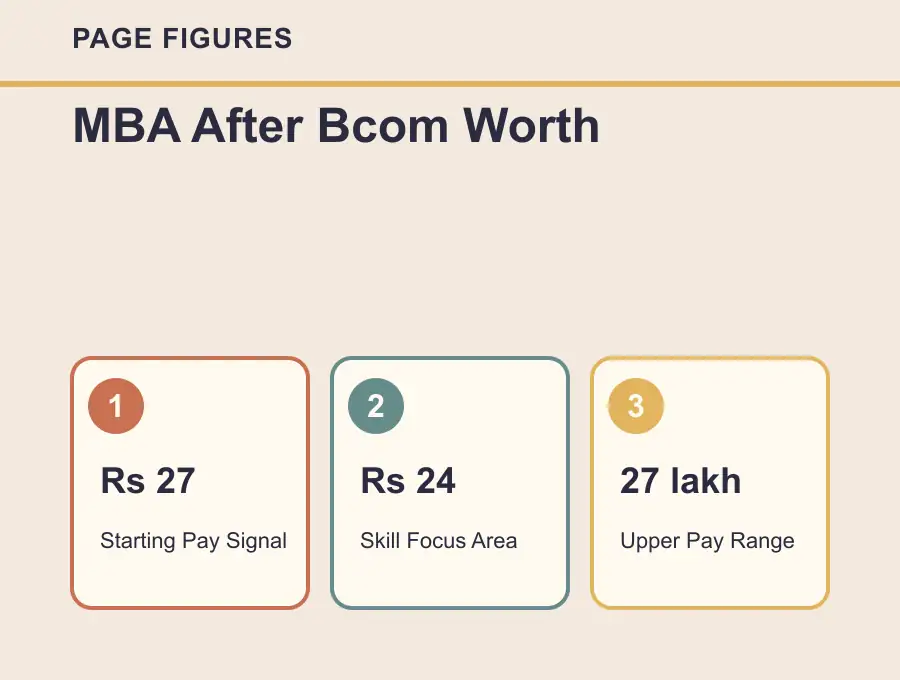 PAGE FIGURES
MBA After Bcom Worth
1
Rs 27
Starting Pay Signal
2
Rs 24
Skill Focus Area
3
27 lakh
Upper Pay Range